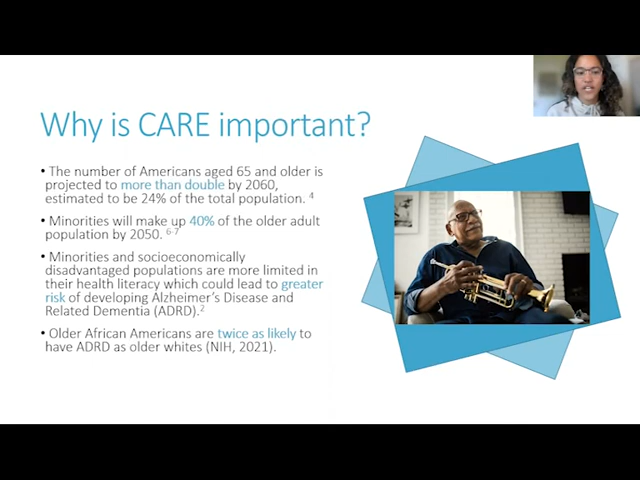 Why is CARE important?
• The number of Americans aged 65 and older is
projected to more than double by 2060,
estimated to be 24% of the total population. 4
• Minorities will make up 40% of the older adult
population by 2050. 6-7
• Minorities and socioeconomically
disadvantaged populations are more limited in
their health literacy which could lead to greater
risk of developing Alzheimer's Disease and
Related Dementia (ADRD).2
• Older African Americans are twice as likely to
have ADRD as older whites (NIH, 2021).